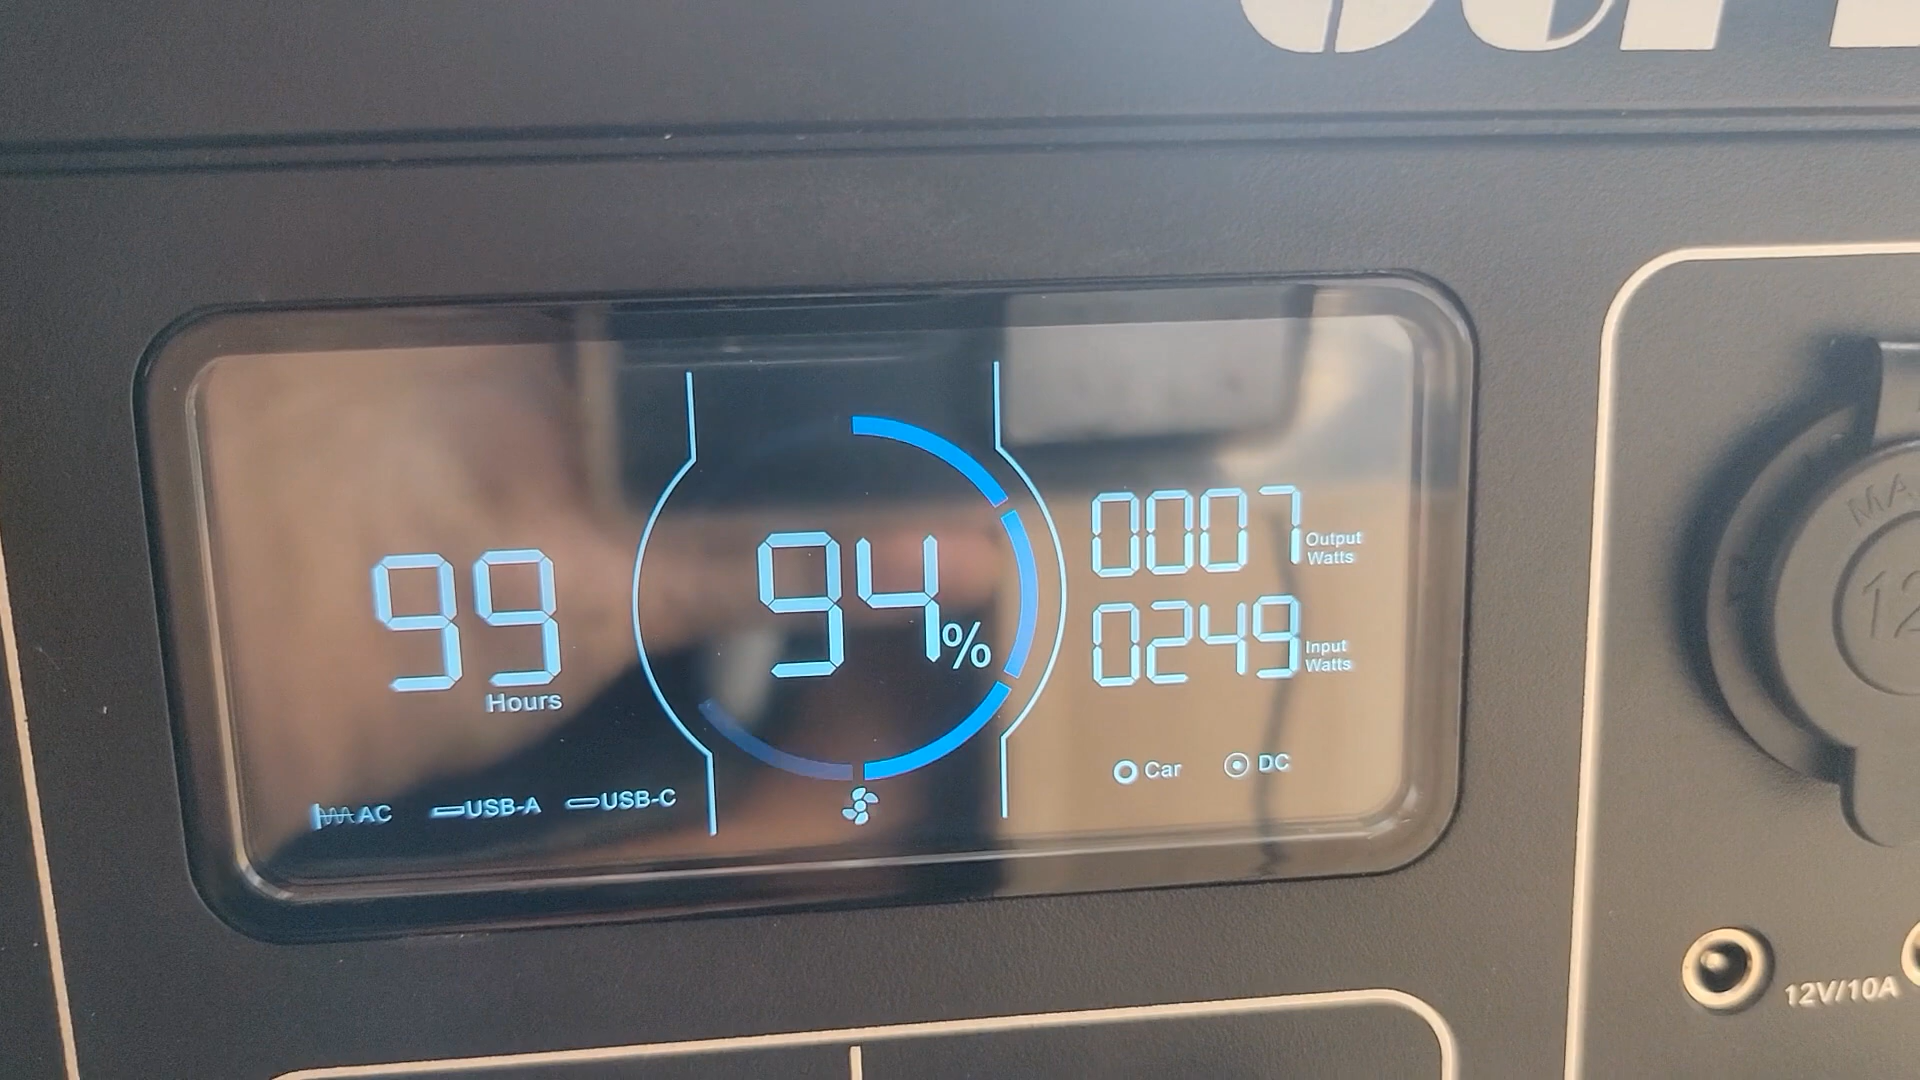 99
Hours
94%
0007 Output
Watts
0249 Input
Watts
Car DC
AC USB-A USB-C
12V/10A